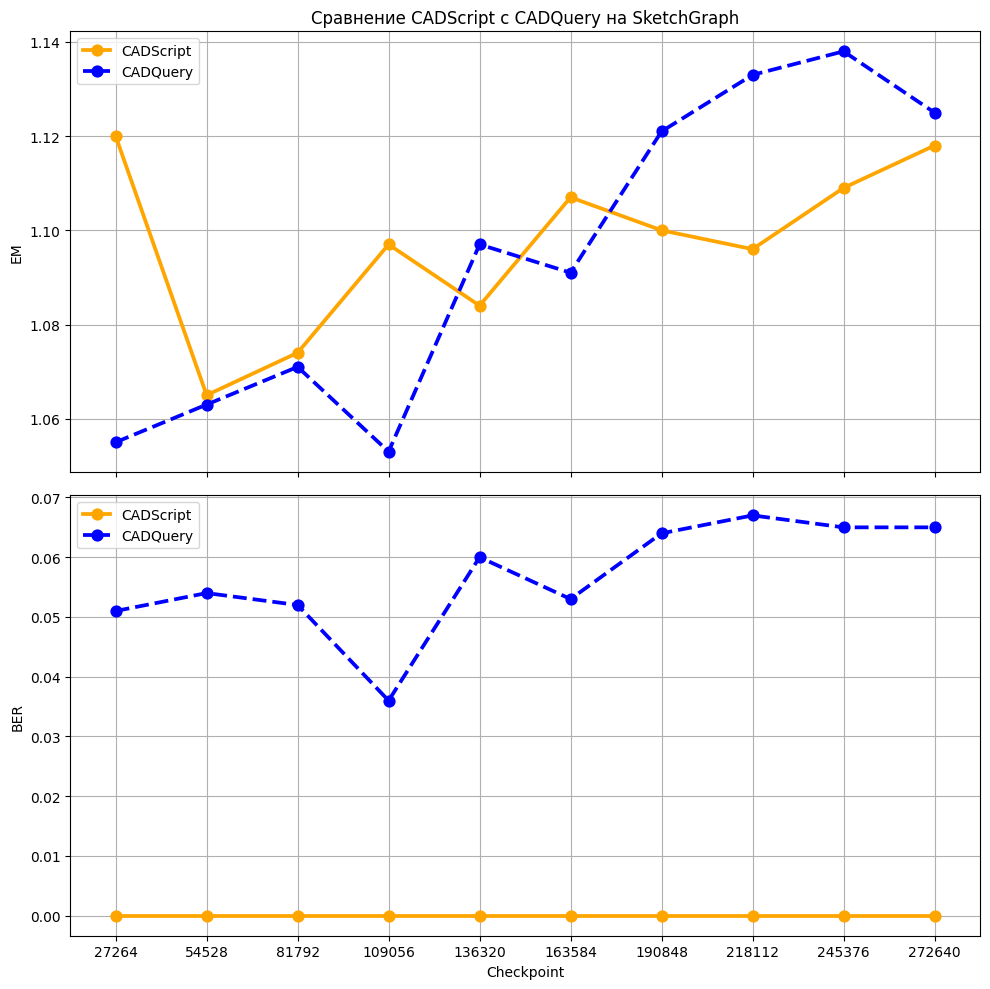 Сравнение CADScript с CADQuery на SketchGraph
CADScript
CADQuery
EM
1.14
1.12
1.10
1.08
1.06
CADScript
CADQuery
BER
0.07
0.06
0.05
0.04
0.03
0.02
0.01
0.00
27264 54528 81792 109056 136320 163584 190848 218112 245376 272640
Checkpoint